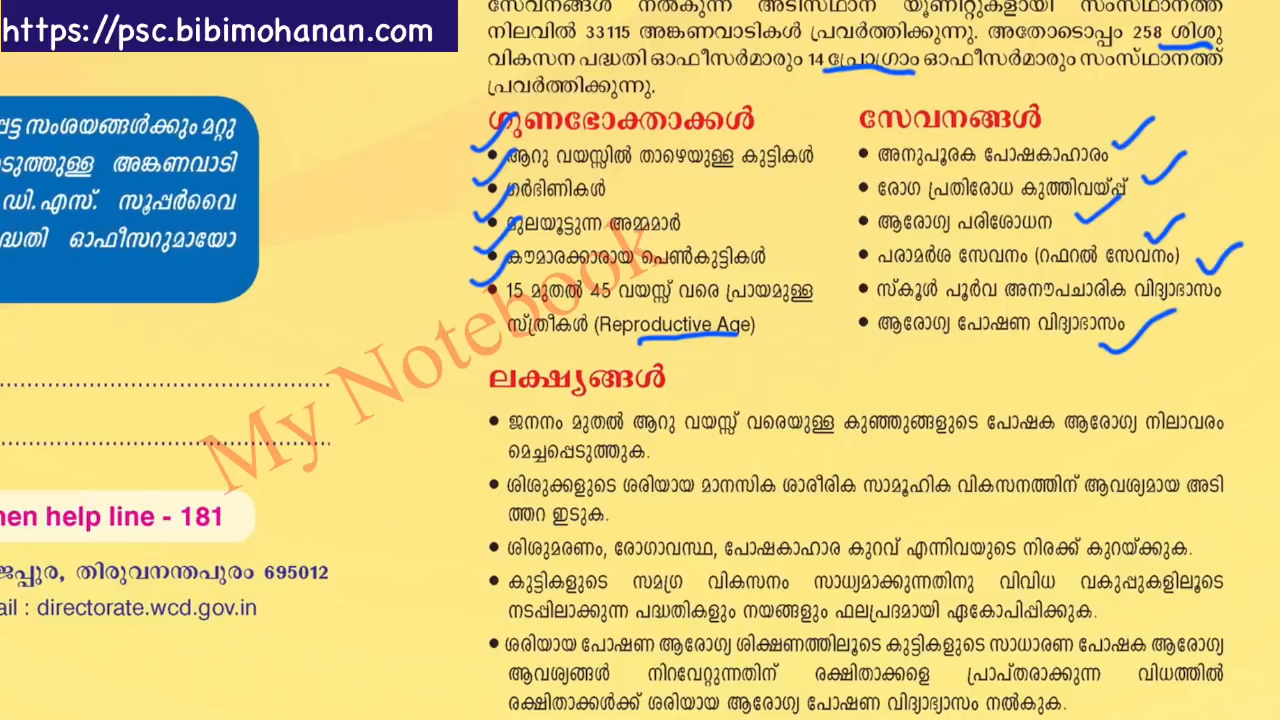 https://psc.bibimohanan.com
സേവനങ്ങൾ നൽകുന്ന അടിസ്ഥാന യൂണിറ്റുകളായി സംസ്ഥാനത്ത്
നിലവിൽ 33115 അങ്കണവാടികൾ പ്രവർത്തിക്കുന്നു. അതോടൊപ്പം 258 ശിശു
വികസന പദ്ധതി ഓഫീസർമാരും 14 പ്രോഗ്രാം ഓഫീസർമാരും സംസ്ഥാനത്ത്
പ്രവർത്തിക്കുന്നു.
പ്പെട്ട സംശയങ്ങൾക്കും മറ്റു
ടുത്തുള്ള അങ്കണവാടി
ഡി.എസ്. സൂപ്പർവൈ
ദ്ധതി ഓഫീസറുമായോ
hen help line - 181
ജപ്പുര, തിരുവനന്തപുരം 695012
ail : directorate.wcd.gov.in
ഗുണഭോക്താക്കൾ
• ആറു വയസ്സിൽ താഴെയുള്ള കുട്ടികൾ
• ഗർഭിണികൾ
• മുലയൂട്ടുന്ന അമ്മമാർ
• കൗമാരക്കാരായ പെൺകുട്ടികൾ
• 15 മുതൽ 45 വയസ്സ് വരെ പ്രായമുള്ള
സ്ത്രീകൾ (Reproductive Age)
സേവനങ്ങൾ
• അനുപൂരക പോഷകാഹാരം
• രോഗ പ്രതിരോധ കുത്തിവയ്പ്പ്
• ആരോഗ്യ പരിശോധന
• പരാമർശ സേവനം (റഫറൽ സേവനം)
• സ്കൂൾ പൂർവ അനൗപചാരിക വിദ്യാഭാസം
• ആരോഗ്യ പോഷണ വിദ്യാഭാസം
ലക്ഷ്യങ്ങൾ
• ജനനം മുതൽ ആറു വയസ്സ് വരെയുള്ള കുഞ്ഞുങ്ങളുടെ പോഷക ആരോഗ്യ നിലാവരം
മെച്ചപ്പെടുത്തുക.
• ശിശുക്കളുടെ ശരിയായ മാനസിക ശാരീരിക സാമൂഹിക വികസനത്തിന് ആവശ്യമായ അടി
ത്തറ ഇടുക.
• ശിശുമരണം, രോഗാവസ്ഥ, പോഷകാഹാര കുറവ് എന്നിവയുടെ നിരക്ക് കുറയ്ക്കുക.
• കുട്ടികളുടെ സമഗ്ര വികസനം സാധ്യമാക്കുന്നതിനു വിവിധ വകുപ്പുകളിലൂടെ
നടപ്പിലാക്കുന്ന പദ്ധതികളും നയങ്ങളും ഫലപ്രദമായി ഏകോപിപ്പിക്കുക.
• ശരിയായ പോഷണ ആരോഗ്യ ശിക്ഷണത്തിലൂടെ കുട്ടികളുടെ സാധാരണ പോഷക ആരോഗ്യ
ആവശ്യങ്ങൾ നിറവേറ്റുന്നതിന് രക്ഷിതാക്കളെ പ്രാപ്തരാക്കുന്ന വിധത്തിൽ
രക്ഷിതാക്കൾക്ക് ശരിയായ ആരോഗ്യ പോഷണ വിദ്യാഭ്യാസം നൽകുക.
My Notebook